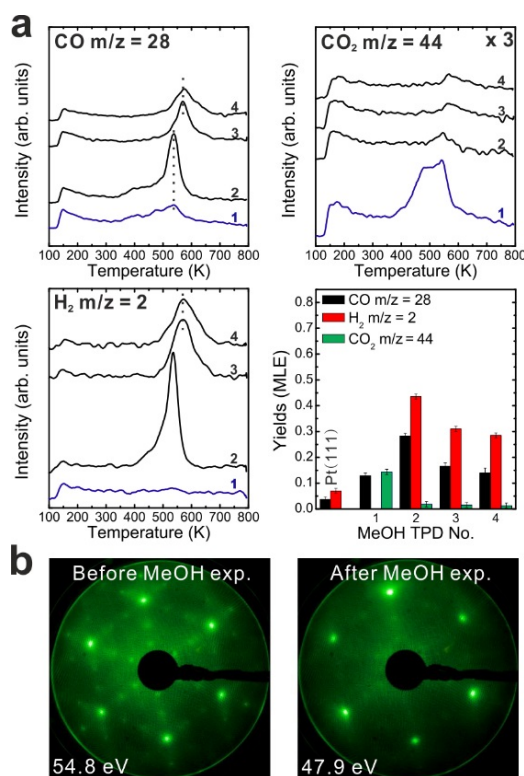 a
CO m/z = 28
Intensity (arb. units)
4
3
2
1
100 200 300 400 500 600 700 800
Temperature (K)
CO₂ m/z = 44 x 3
Intensity (arb. units)
4
3
2
1
100 200 300 400 500 600 700 800
Temperature (K)
H₂ m/z = 2
Intensity (arb. units)
4
3
2
1
100 200 300 400 500 600 700 800
Temperature (K)
CO m/z = 28
H₂ m/z = 2
CO₂ m/z = 44
Yields (MLE)
0.8
0.7
0.6
0.5
0.4
0.3
0.2
0.1
0.0
Pt(111)
1 2 3 4
MeOH TPD No.
b
Before MeOH exp.
54.8 eV
After MeOH exp.
47.9 eV